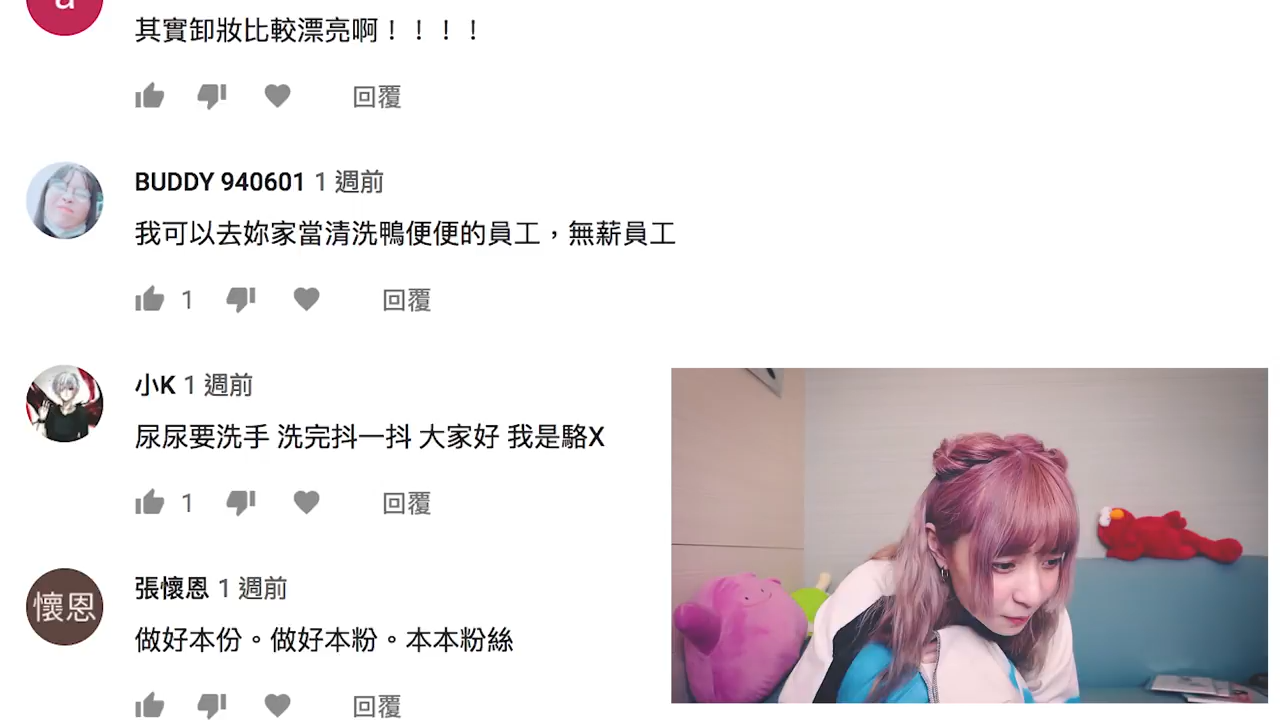 a
其實卸妝比較漂亮啊！！！！
回覆
BUDDY 940601 1 週前
我可以去妳家當清洗鴨便便的員工，無薪員工
1 回覆
小K 1 週前
尿尿要洗手 洗完抖一抖 大家好 我是駱X
1 回覆
懷恩
張懷恩 1 週前
做好本份。做好本粉。本本粉絲
回覆